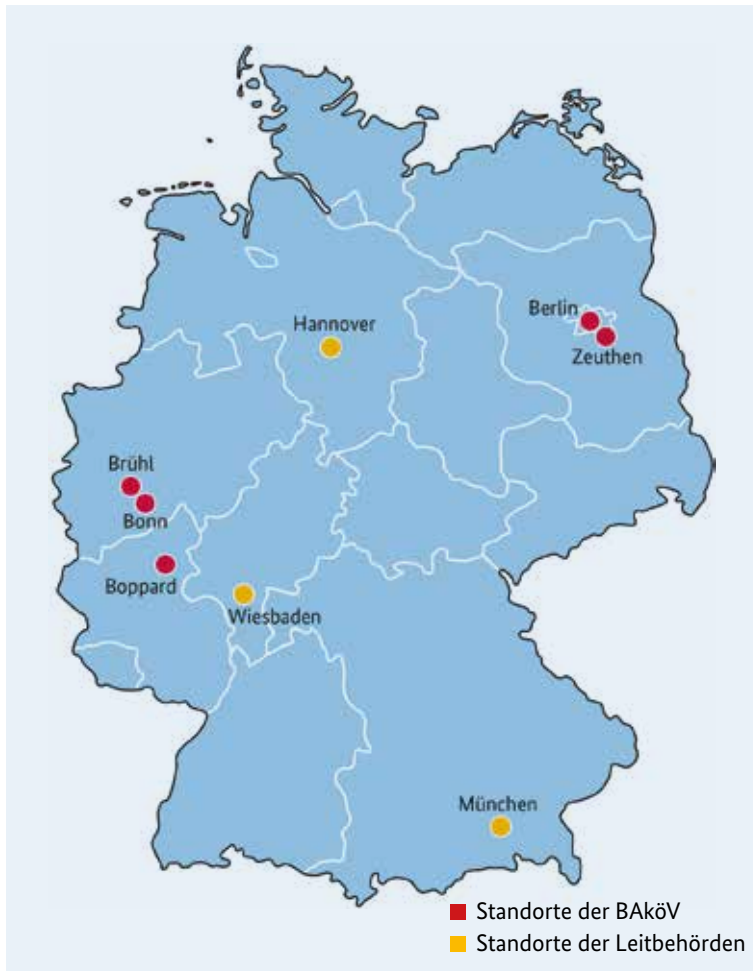 Berlin
Hannover
Zeuthen
Brühl
Bonn
Boppard
Wiesbaden
München
Standorte der BAköV
Standorte der Leitbehörden